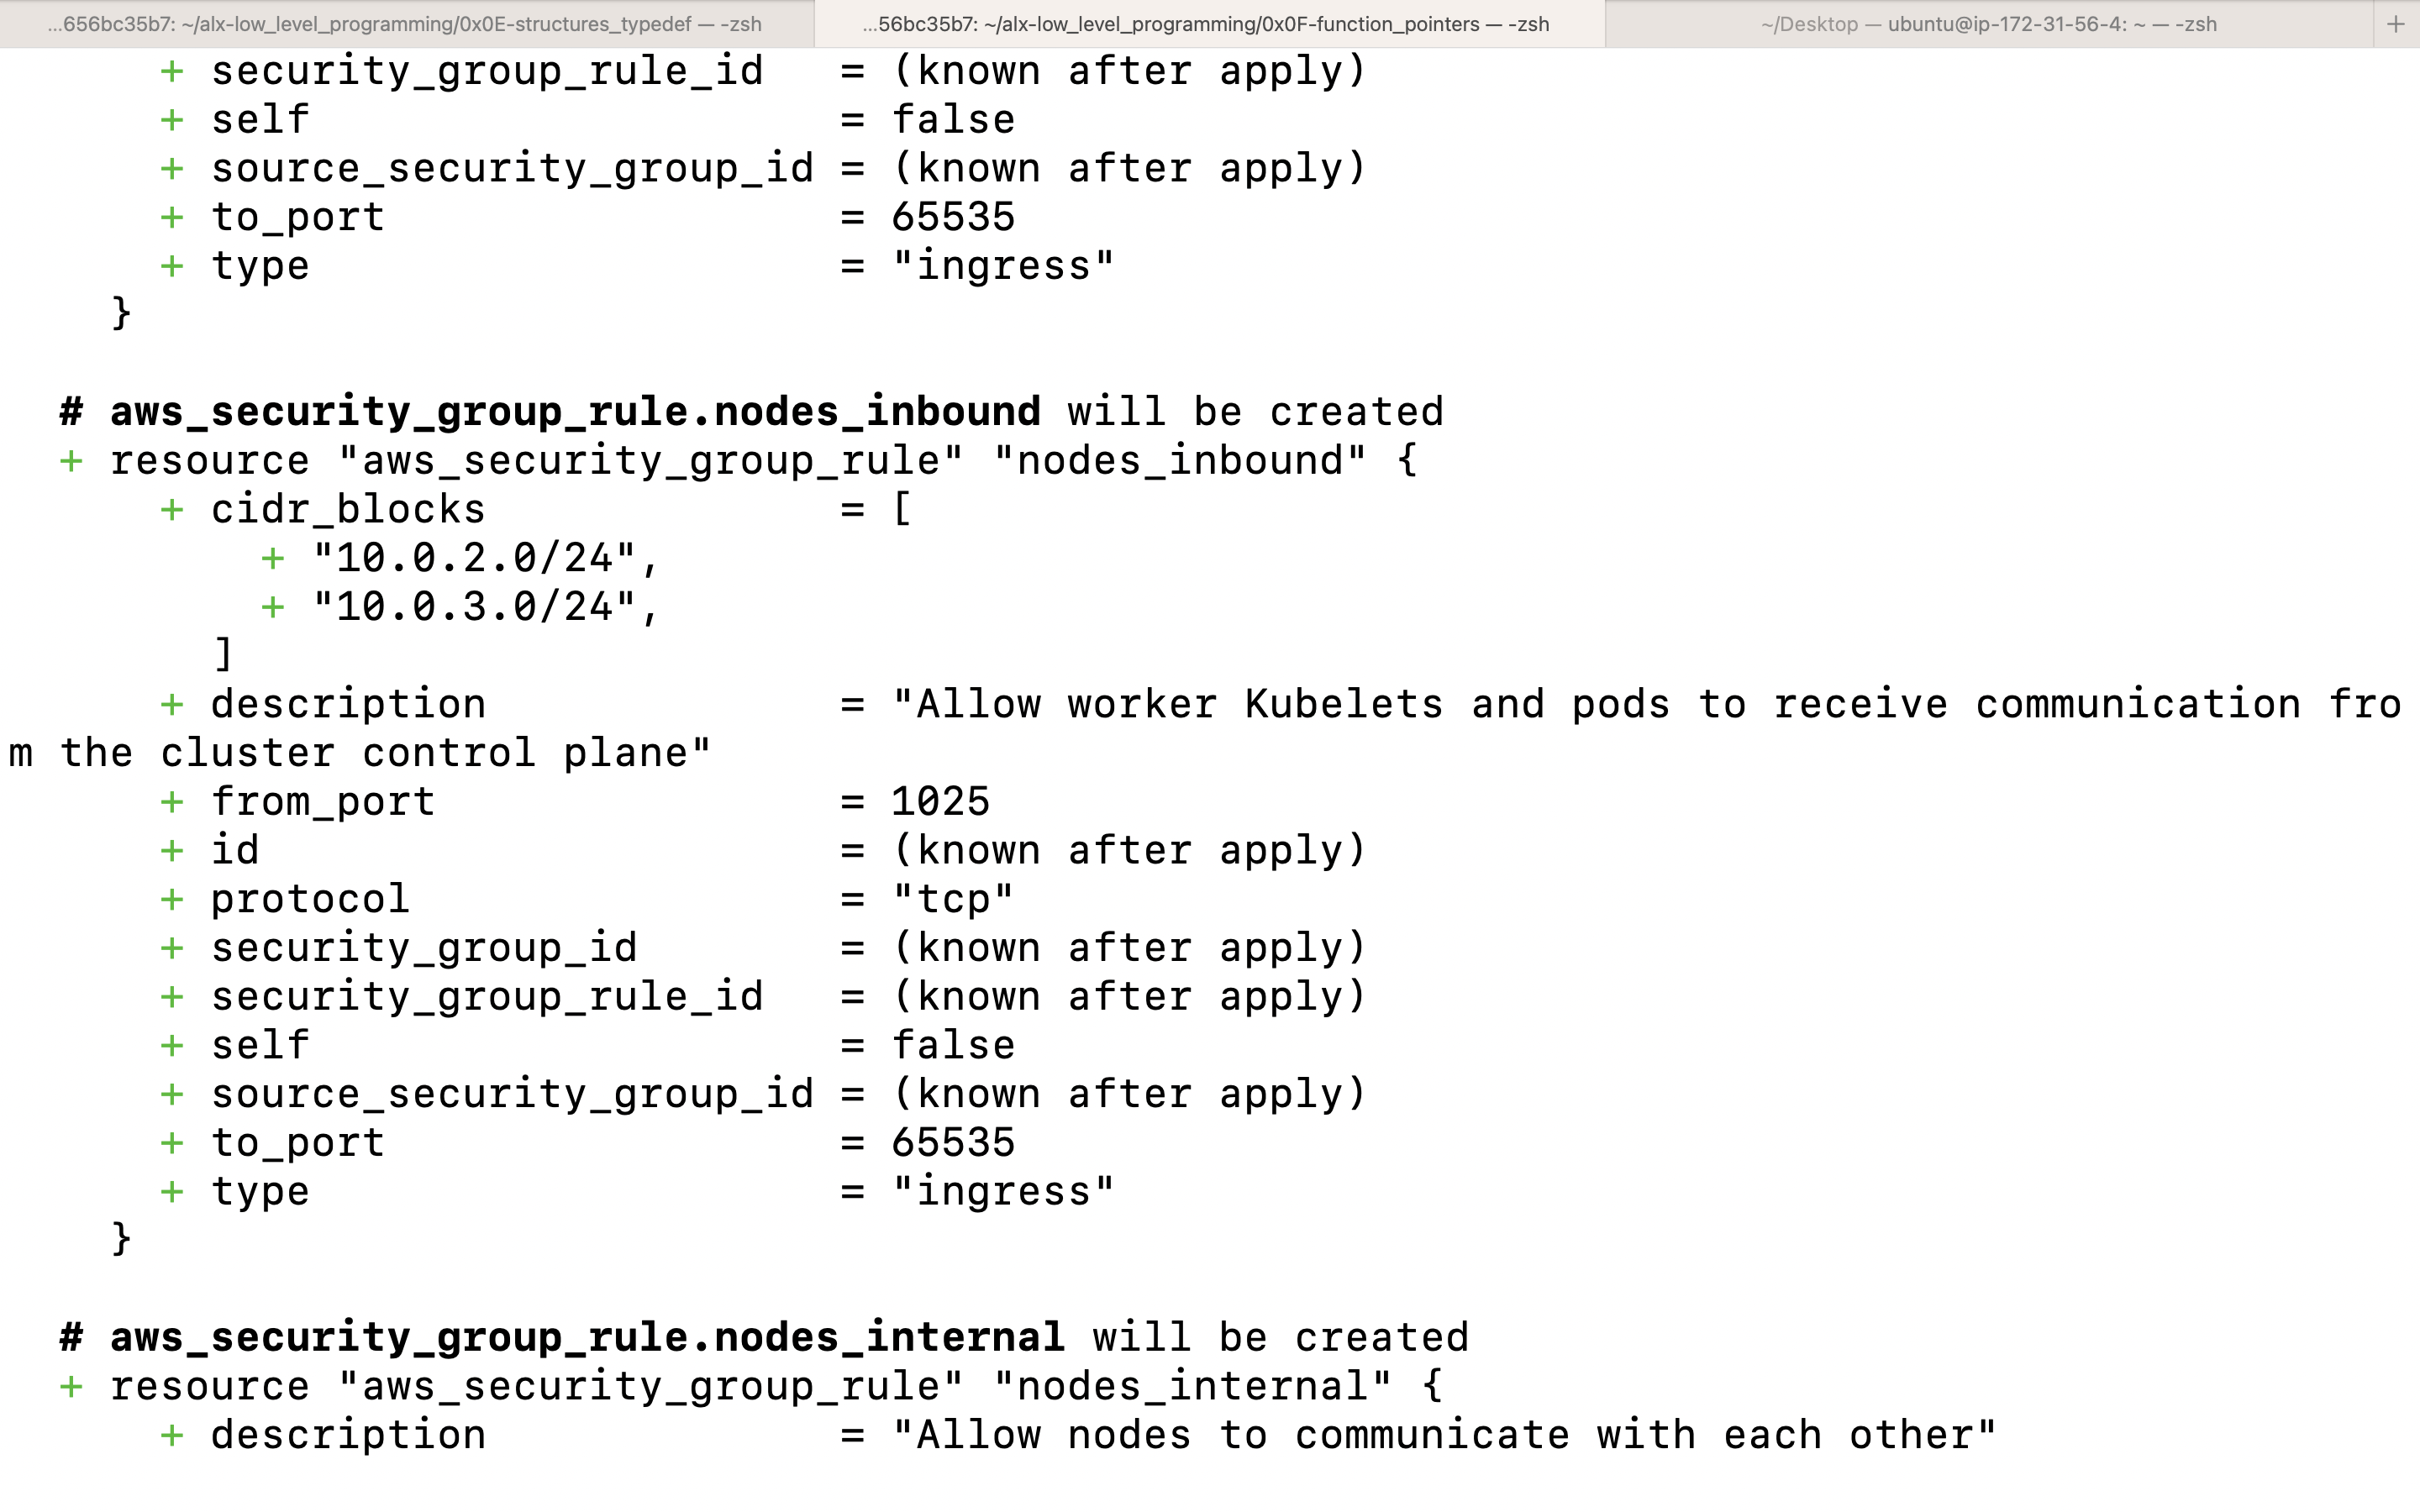 ...656bc35b7: ~/alx-low_level_programming/0x0E-structures_typedef — -zsh
...56bc35b7: ~/alx-low_level_programming/0x0F-function_pointers — -zsh
~/Desktop — ubuntu@ip-172-31-56-4: ~ — -zsh
+
+ security_group_rule_id   = (known after apply)
+ self                     = false
+ source_security_group_id = (known after apply)
+ to_port                  = 65535
+ type                     = "ingress"
}
# aws_security_group_rule.nodes_inbound will be created
+ resource "aws_security_group_rule" "nodes_inbound" {
+ cidr_blocks              = [
+ "10.0.2.0/24",
+ "10.0.3.0/24",
]
+ description              = "Allow worker Kubelets and pods to receive communication fro
m the cluster control plane"
+ from_port                = 1025
+ id                       = (known after apply)
+ protocol                 = "tcp"
+ security_group_id        = (known after apply)
+ security_group_rule_id   = (known after apply)
+ self                     = false
+ source_security_group_id = (known after apply)
+ to_port                  = 65535
+ type                     = "ingress"
}
# aws_security_group_rule.nodes_internal will be created
+ resource "aws_security_group_rule" "nodes_internal" {
+ description              = "Allow nodes to communicate with each other"